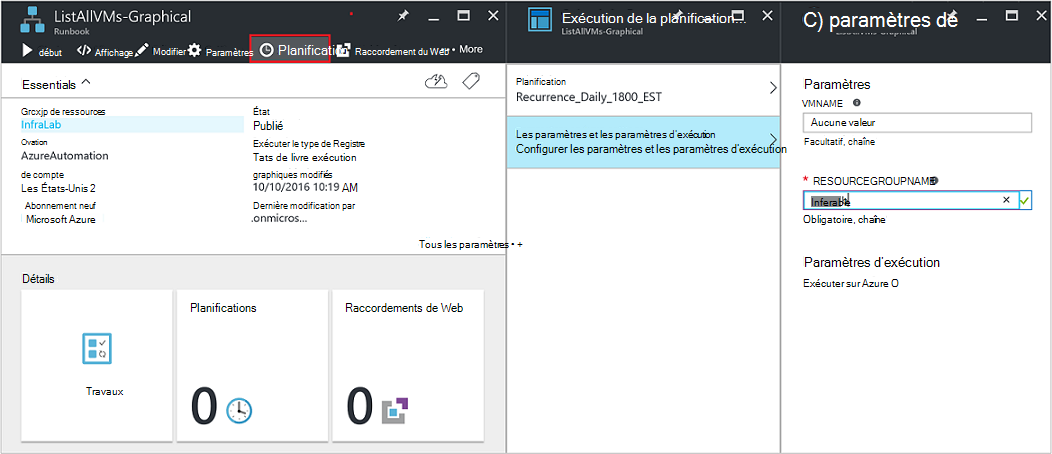 ListAllVMs-Graphical
Runbook
début
Affichage
Modifier
Paramètres
Planification
Raccordement du Web
• More
Essentials
Grcxjp de ressources
InfraLab
Ovation
AzureAutomation
de compte
Les États-Unis 2
Abonnement neuf
Microsoft Azure
État
Publié
Exécuter le type de Registre
Tats de livre exécution
graphiques modifiés
10/10/2016 10:19 AM
Dernière modification par
.onmicros...
Tous les paramètres • +
Détails
Travaux
Planifications
0
Raccordements de Web
0
Exécution de la planification...
ListAllVMs-Graphical
Planification
Recurrence_Daily_1800_EST
Les paramètres et les paramètres d'exécution
Configurer les paramètres et les paramètres d'exécution
C) paramètres de
ListAllVMs-Graphical
Paramètres
VMNAME
Aucune valeur
Facultatif, chaîne
* RESOURCEGROUPNAME
Obligatoire, chaîne
Paramètres d'exécution
Exécuter sur Azure O